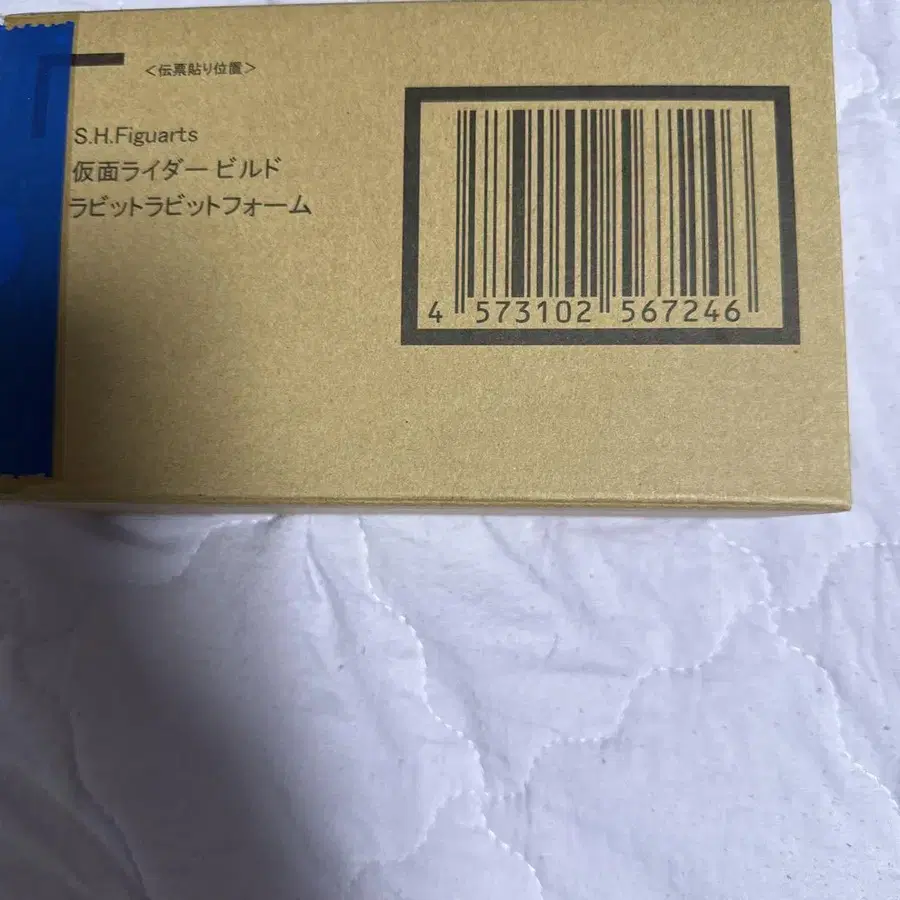 <伝票貼り位置>
S.H.Figuarts
仮面ライダー ビルド
ラビットラビットフォーム
4 573102 567246